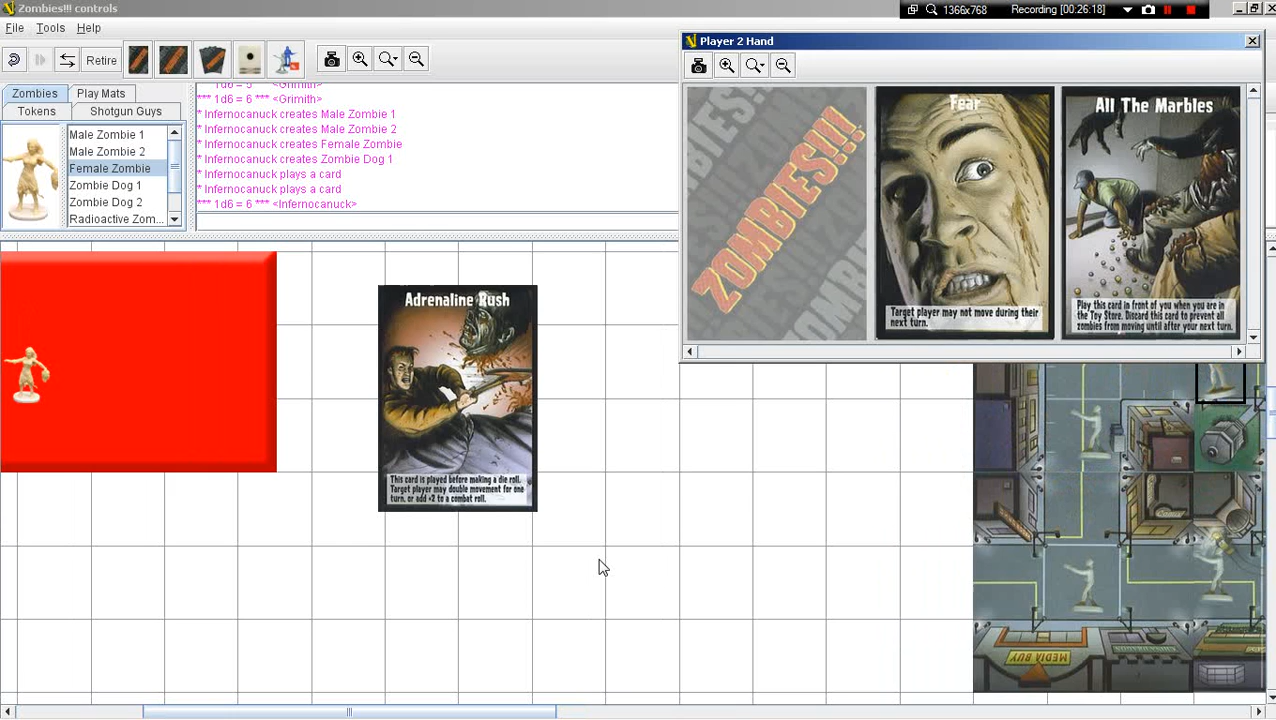 Zombies!!! controls
1366x768
Recording [00:26:18]
File Tools Help
Retire
Player 2 Hand
Zombies Play Mats
Tokens Shotgun Guys
Male Zombie 1
Male Zombie 2
Female Zombie
Zombie Dog 1
Zombie Dog 2
Radioactive Zom...
*** 1d6 = 5 *** <Grimith>
*** 1d6 = 6 *** <Grimith>
* Infernocanuck creates Male Zombie 1
* Infernocanuck creates Male Zombie 2
* Infernocanuck creates Female Zombie
* Infernocanuck creates Zombie Dog 1
* Infernocanuck plays a card
* Infernocanuck plays a card
*** 1d6 = 6 *** <Infernocanuck>
ZOMBIES!!!
Fear
Target player may not move during their
next turn.
All The Marbles
Play this card in front of you when you are in
the Toy Store. Discard this card to prevent all
zombies from moving until after your next turn.
Adrenaline Rush
This card is played before making a die roll.
Target player may double movement for one
turn, or add +2 to a combat roll.
MEDIA BUY